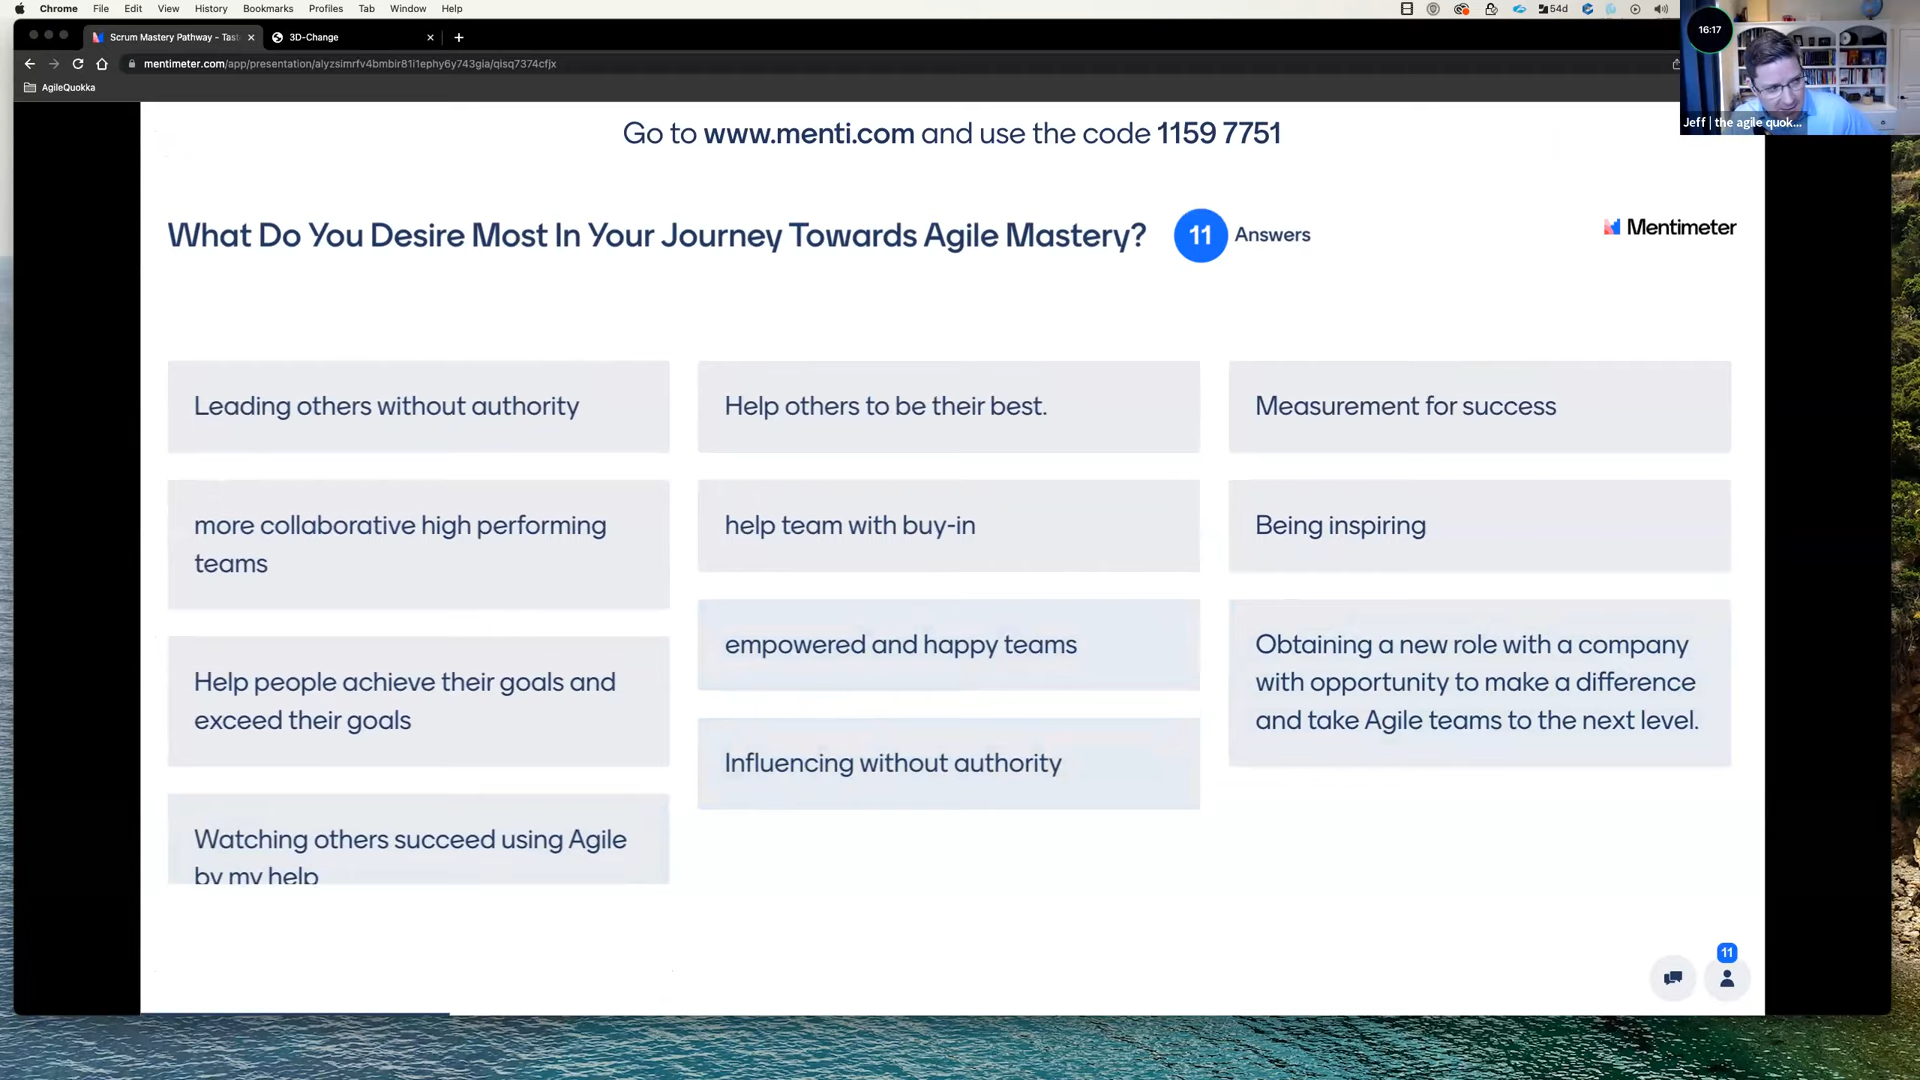 Chrome File Edit View History Bookmarks Profiles Tab Window Help
54d
Scrum Mastery Pathway - Tast
3D-Change
mentimeter.com/app/presentation/alyzsimrfv4bmbir81i1ephy6y743gia/qisq7374cfjx
AgileQuokka
16:17
Jeff | the agile quok...
Go to www.menti.com and use the code 1159 7751
What Do You Desire Most In Your Journey Towards Agile Mastery?
11 Answers
Mentimeter
Leading others without authority
Help others to be their best.
Measurement for success
more collaborative high performing
teams
help team with buy-in
Being inspiring
Help people achieve their goals and
exceed their goals
empowered and happy teams
Obtaining a new role with a company
with opportunity to make a difference
and take Agile teams to the next level.
Influencing without authority
Watching others succeed using Agile
by my help
11